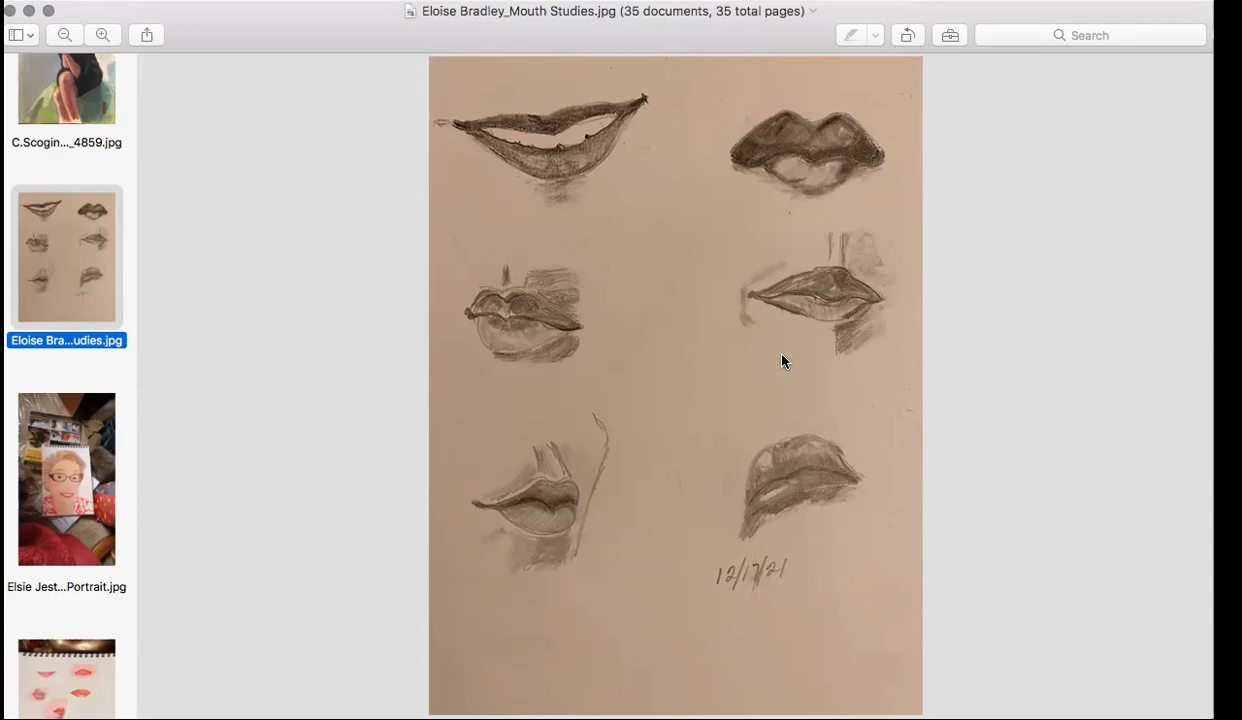 Eloise Bradley_Mouth Studies.jpg (35 documents, 35 total pages)
Search
C.Scogin..._4859.jpg
Eloise Bra...udies.jpg
Elsie Jest...Portrait.jpg
12/17/21